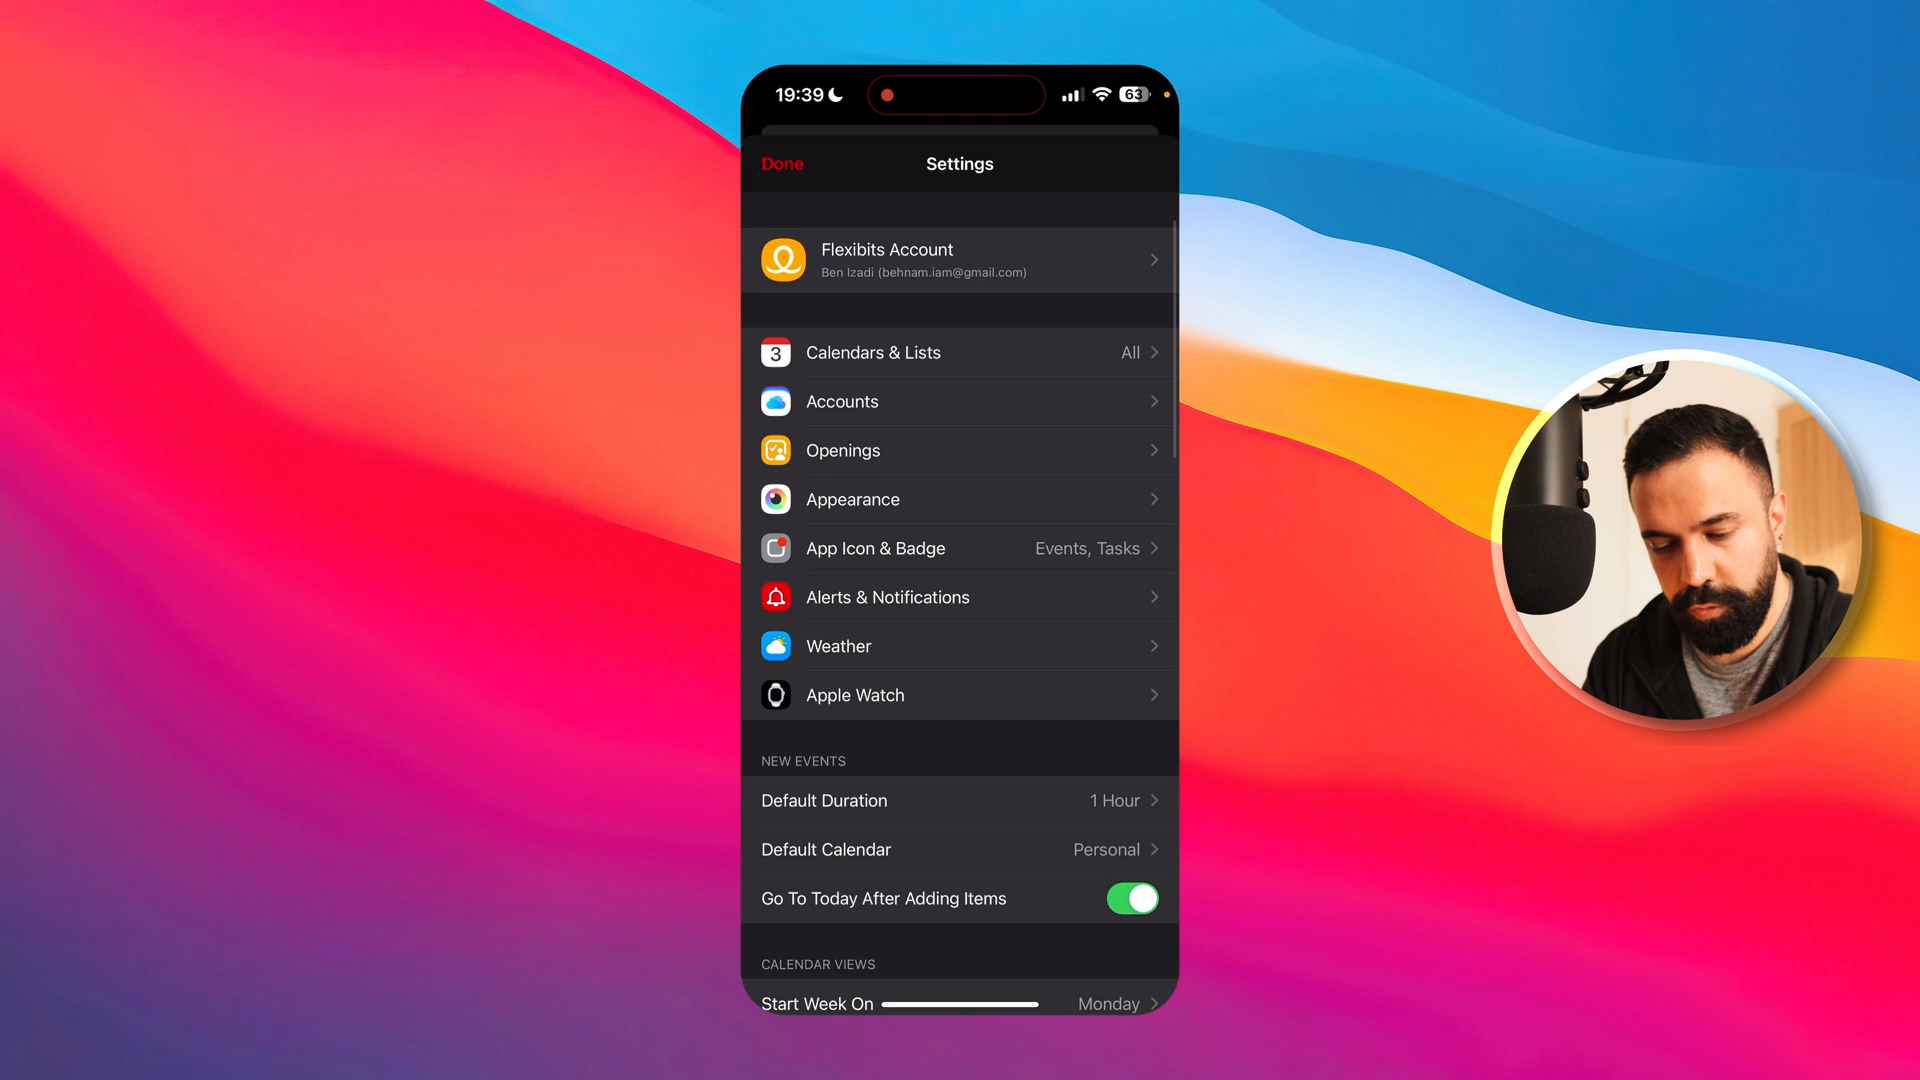 19:39
63
Done
Settings
Flexibits Account
Ben Izadi (behnam.iam@gmail.com)
3
Calendars & Lists
All
Accounts
Openings
Appearance
App Icon & Badge
Events, Tasks
Alerts & Notifications
Weather
Apple Watch
NEW EVENTS
Default Duration
1 Hour
Default Calendar
Personal
Go To Today After Adding Items
CALENDAR VIEWS
Start Week On
Monday